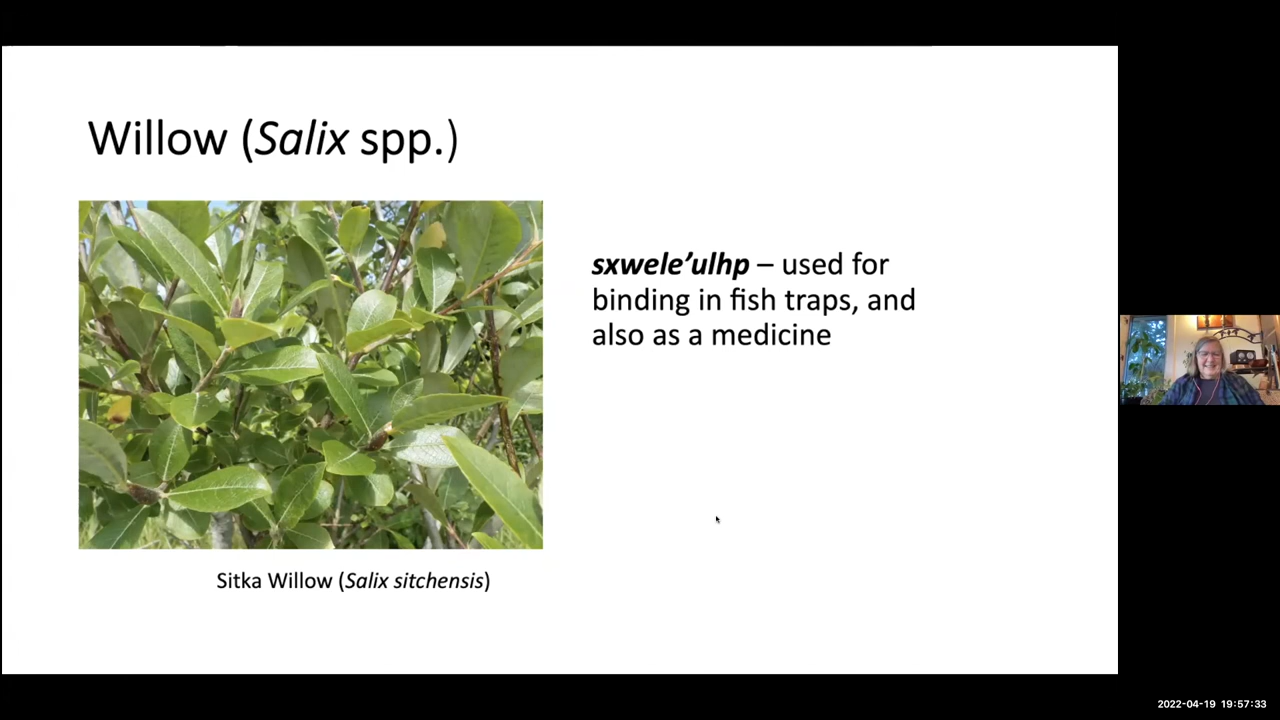 Willow (Salix spp.)
sxwele’ulhp – used for
binding in fish traps, and
also as a medicine
Sitka Willow (Salix sitchensis)
2022-04-19 19:57:33